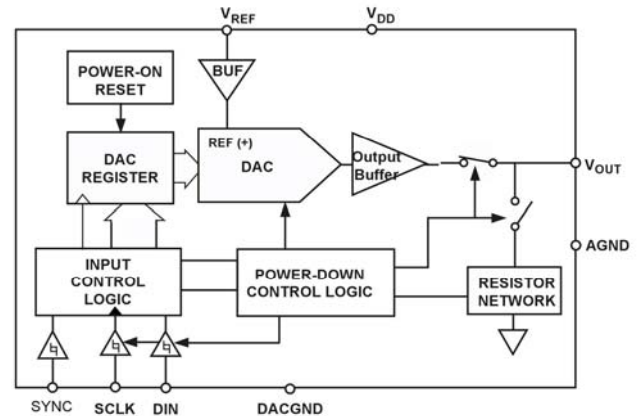 VREF
VDD
BUF
POWER-ON
RESET
REF (+)
DAC
REGISTER
DAC
Output
Buffer
VOUT
AGND
INPUT
CONTROL
LOGIC
POWER-DOWN
CONTROL LOGIC
RESISTOR
NETWORK
SYNC
SCLK
DIN
DACGND